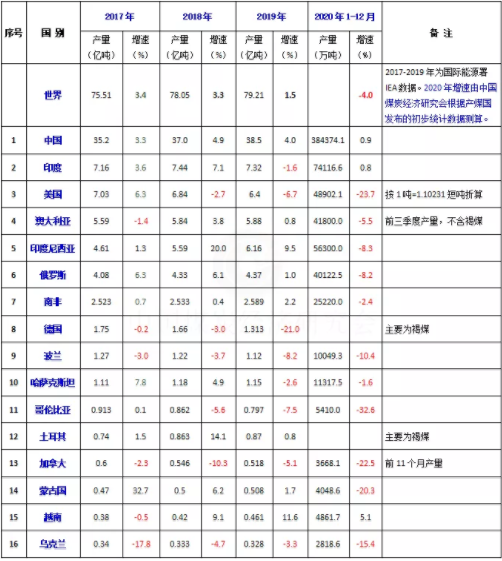 序号 国别 2017年 2018年 2019年 2020年1-12月 备注
产量(亿吨) 增速(%) 产量(亿吨) 增速(%) 产量(亿吨) 增速(%) 产量(万吨) 增速(%)
世界 75.51 3.4 78.05 3.3 79.21 1.5 -4.0 2017-2019年为国际能源署IEA数据。2020年增速由中国煤炭经济研究会根据产煤国发布的初步统计数据测算。
1 中国 35.2 3.3 37.0 4.9 38.5 4.0 384374.1 0.9
2 印度 7.16 3.6 7.44 7.1 7.32 -1.6 74116.6 0.8
3 美国 7.03 6.3 6.84 -2.7 6.4 -6.7 48902.1 -23.7 按1吨=1.10231短吨折算
4 澳大利亚 5.59 -1.4 5.84 3.8 5.88 0.8 41800.0 -5.5 前三季度产量，不含褐煤
5 印度尼西亚 4.61 1.3 5.59 20.0 6.16 9.5 56300.0 -8.3
6 俄罗斯 4.08 6.3 4.33 6.1 4.37 1.0 40122.5 -8.2
7 南非 2.523 0.7 2.533 0.4 2.589 2.2 25220.0 -2.4
8 德国 1.75 -0.2 1.66 -3.0 1.313 -21.0 主要为褐煤
9 波兰 1.27 -3.0 1.22 -3.7 1.12 -8.2 10049.3 -10.4
10 哈萨克斯坦 1.11 7.8 1.18 4.9 1.15 -2.6 11317.5 -1.6
11 哥伦比亚 0.913 0.1 0.862 -5.6 0.797 -7.5 5410.0 -32.6
12 土耳其 0.74 1.5 0.863 14.1 0.87 0.8 主要为褐煤
13 加拿大 0.6 -2.3 0.546 -10.3 0.518 -5.1 3668.1 -22.5 前11个月产量
14 蒙古国 0.47 32.7 0.5 6.2 0.508 1.7 4048.6 -20.3
15 越南 0.38 -0.5 0.42 9.1 0.461 11.6 4861.7 5.1
16 乌克兰 0.34 -17.8 0.333 -4.7 0.328 -3.3 2818.6 -15.4